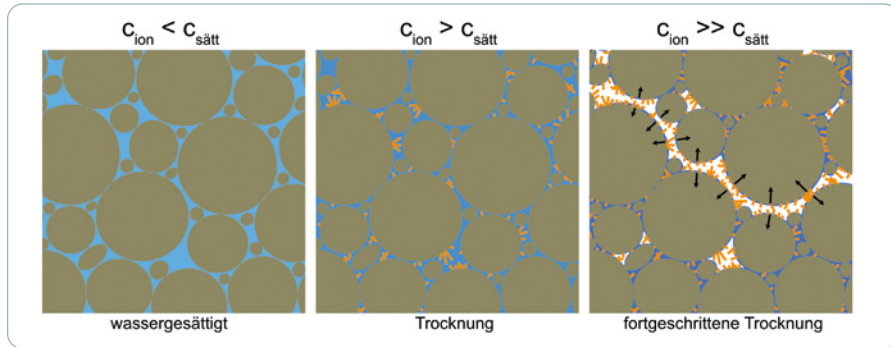 c_ion < c_sätt
c_ion > c_sätt
c_ion >> c_sätt
wassergesättigt
Trocknung
fortgeschrittene Trocknung